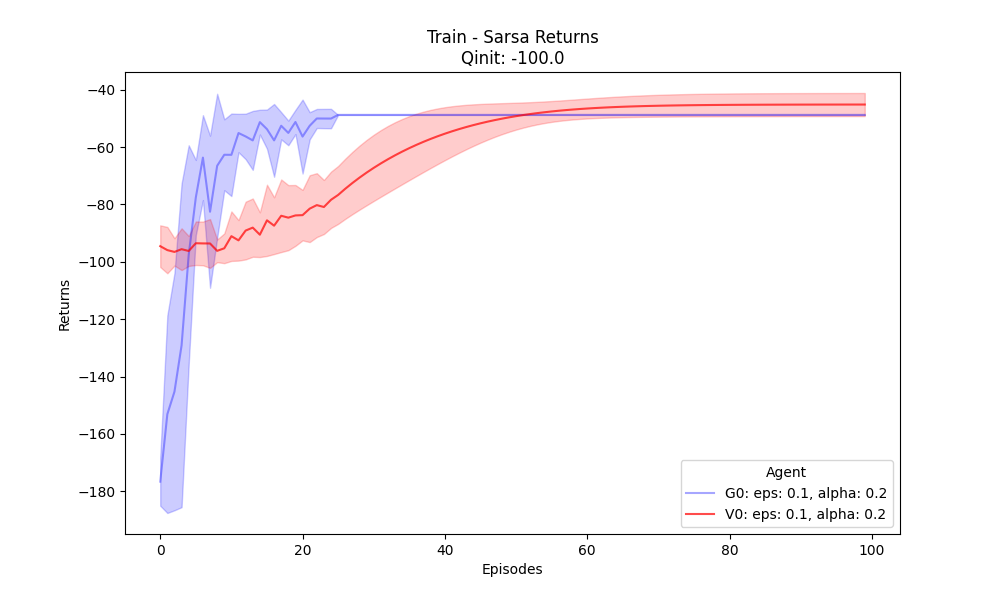 Train - Sarsa Returns
Qinit: -100.0
Returns
−40
−60
−80
−100
−120
−140
−160
−180
0
20
40
60
80
100
Episodes
Agent
G0: eps: 0.1, alpha: 0.2
V0: eps: 0.1, alpha: 0.2